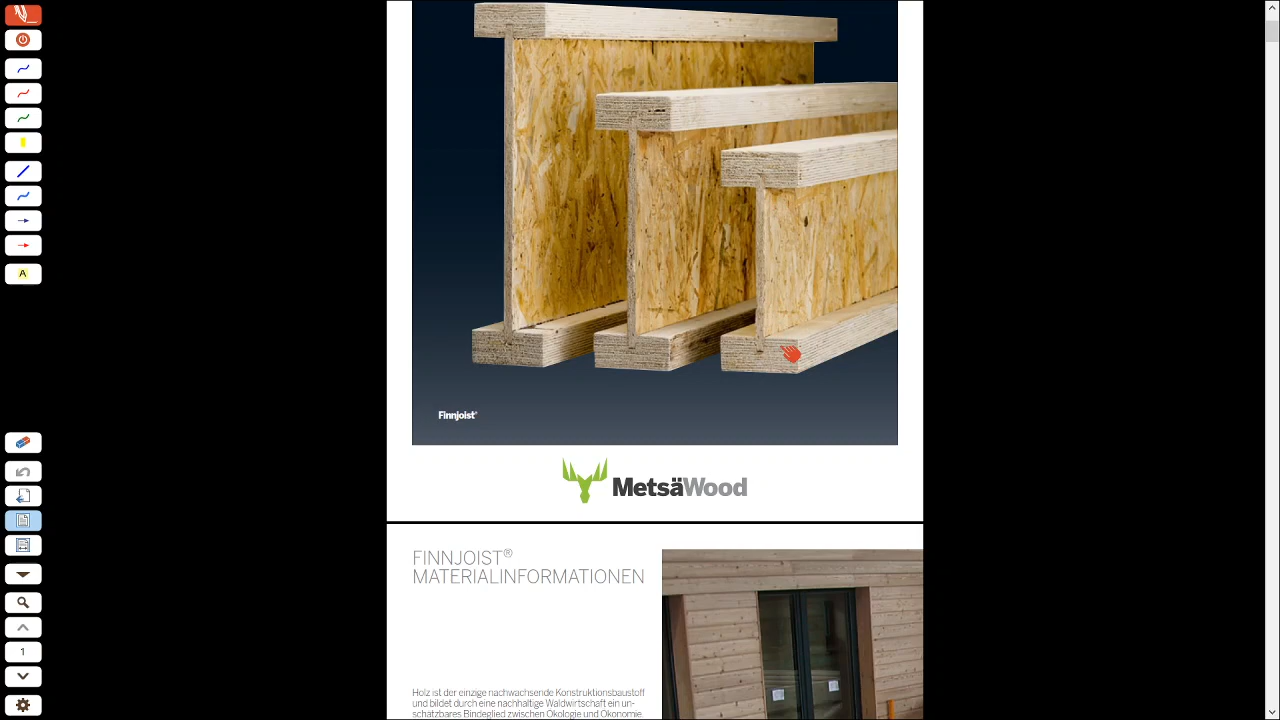 Finnjoist®
MetsäWood
FINNJOIST®
MATERIALINFORMATIONEN
Holz ist der einzige nachwachsende Konstruktionsbaustoff
und bildet durch eine nachhaltige Waldwirtschaft ein un-
schätzbares Bindeglied zwischen Ökologie und Ökonomie.
A
1